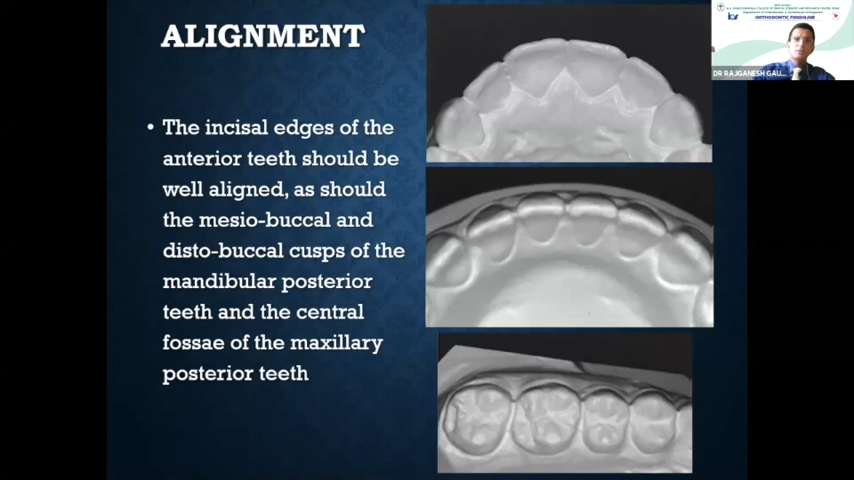 ALIGNMENT
• The incisal edges of the
anterior teeth should be
well aligned, as should
the mesio-buccal and
disto-buccal cusps of the
mandibular posterior
teeth and the central
fossae of the maxillary
posterior teeth
ORTHODONTIC FINISHLINE
DR RAJGANESH GAU...